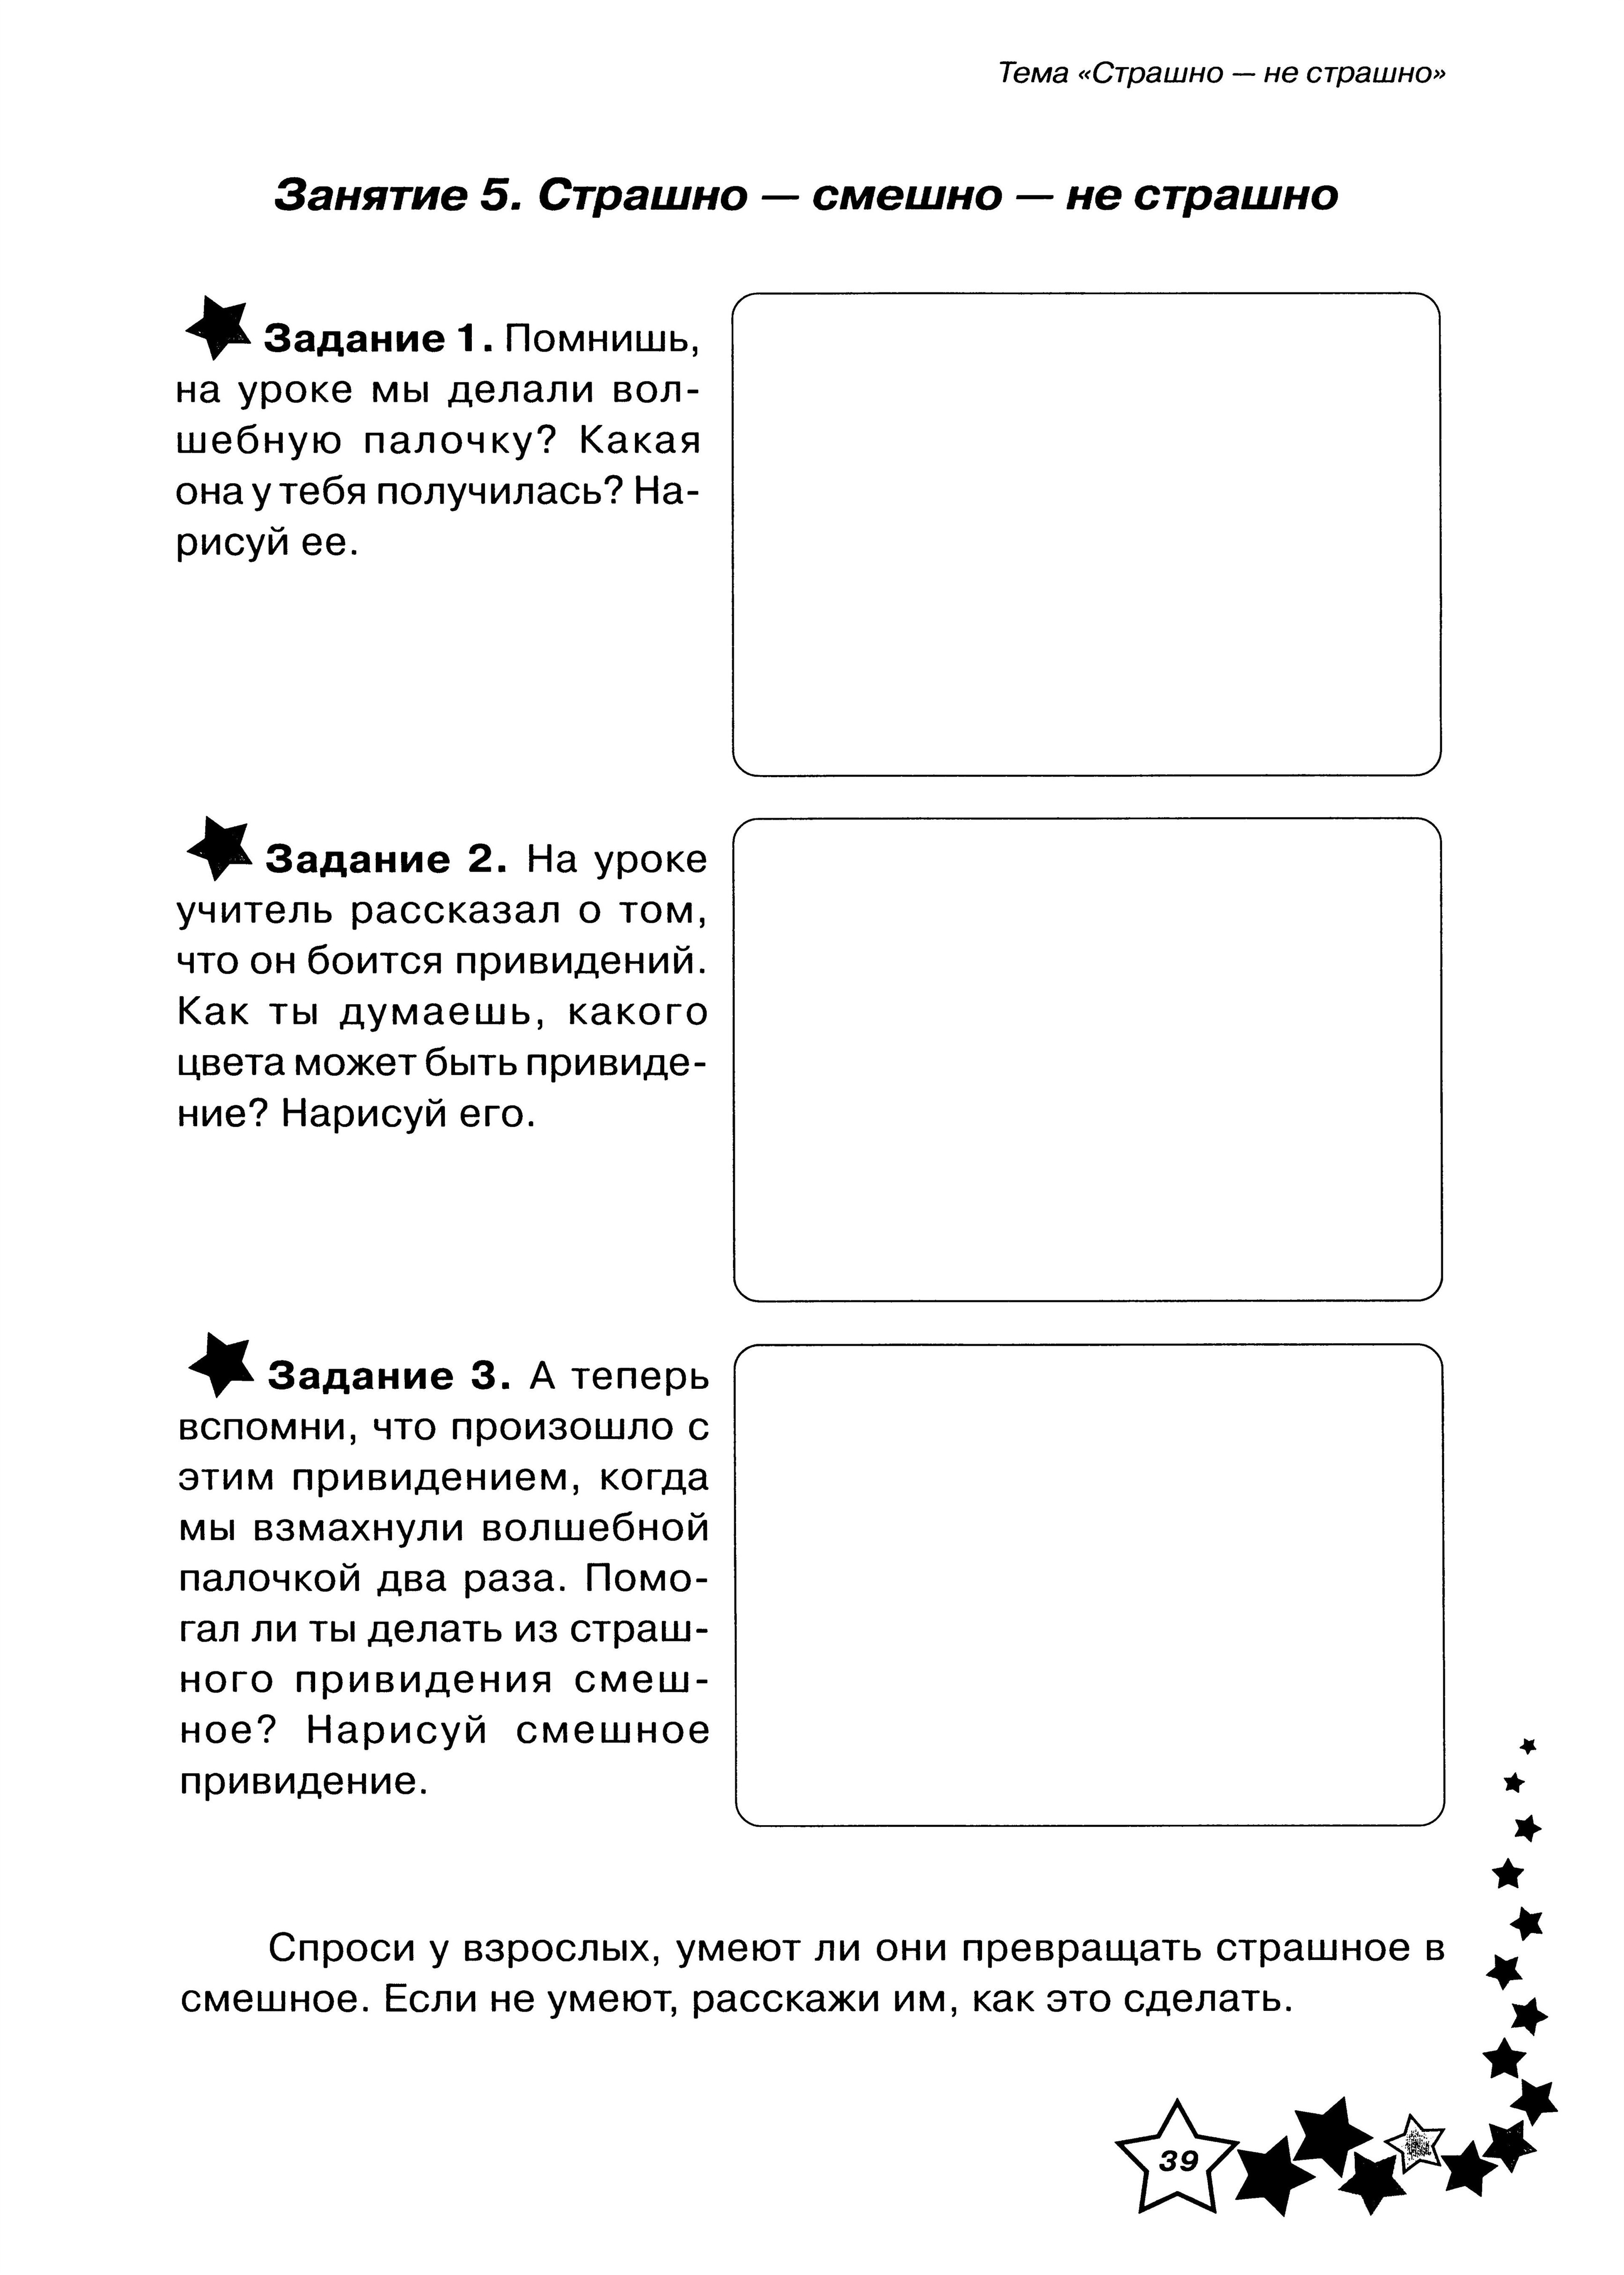 Тема «Страшно — не страшно»
Занятие 5. Страшно — смешно — не страшно
Задание 1. Помнишь,
на уроке мы делали вол-
шебную палочку? Какая
она у тебя получилась? На-
рисуй ее.
Задание 2. На уроке
учитель рассказал о том,
что он боится привидений.
Как ты думаешь, какого
цвета может быть привиде-
ние? Нарисуй его.
Задание 3. А теперь
вспомни, что произошло с
этим привидением, когда
мы взмахнули волшебной
палочкой два раза. Помо-
гал ли ты делать из страш-
ного привидения смеш-
ное? Нарисуй смешное
привидение.
Спроси у взрослых, умеют ли они превращать страшное в
смешное. Если не умеют, расскажи им, как это сделать.
39